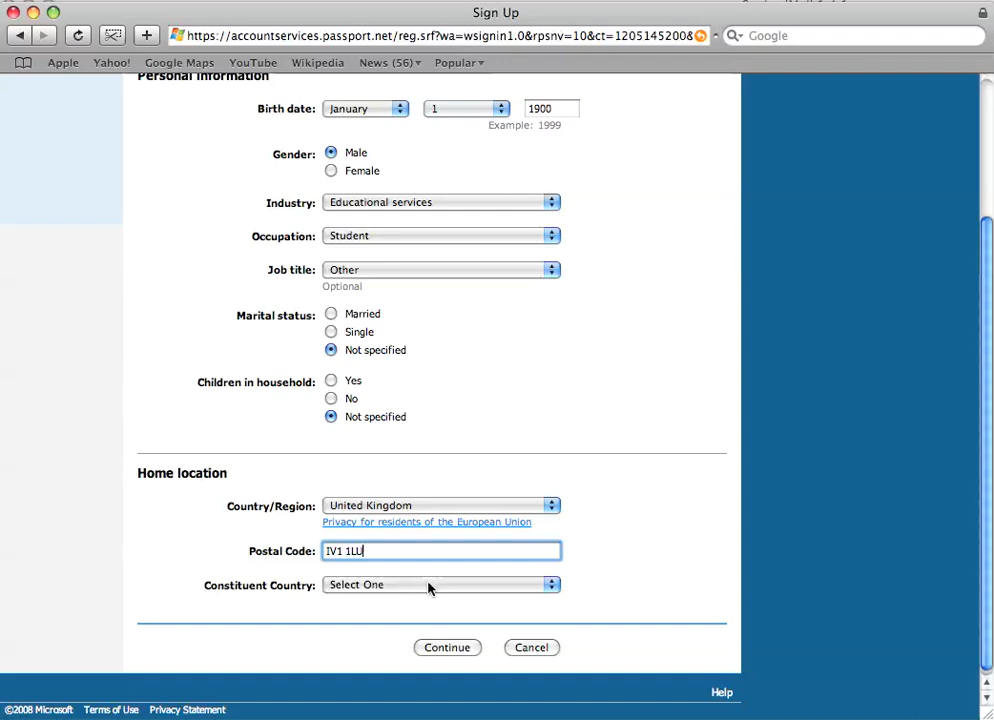 Sign Up
https://accountservices.passport.net/reg.srf?wa=wsignin1.0&rpsnv=10&ct=1205145200&
Google
Apple Yahoo! Google Maps YouTube Wikipedia News (56) Popular
Personal Information
Birth date: January 1 1900
Example: 1999
Gender: Male
Female
Industry: Educational services
Occupation: Student
Job title: Other
Optional
Marital status: Married
Single
Not specified
Children in household: Yes
No
Not specified
Home location
Country/Region: United Kingdom
Privacy for residents of the European Union
Postal Code: IV1 1LU
Constituent Country: Select One
Continue Cancel
Help
©2008 Microsoft Terms of Use Privacy Statement